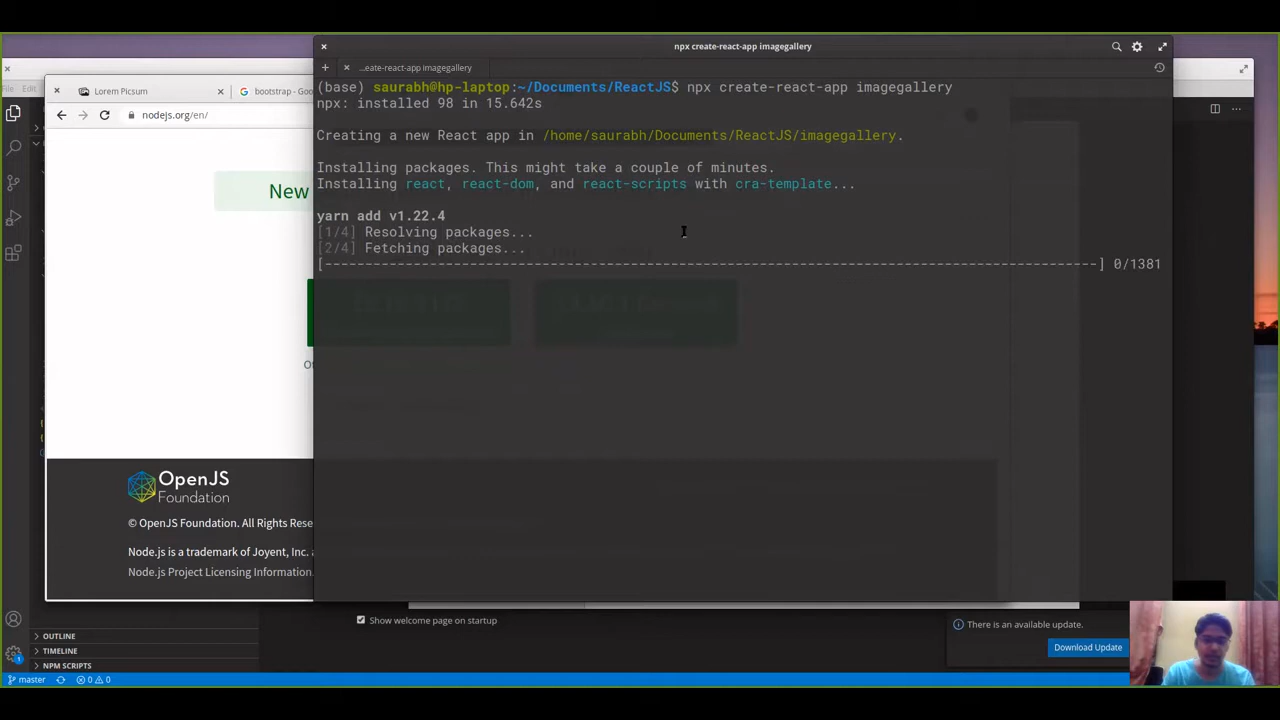 npx create-react-app imagegallery
...eate-react-app imagegallery
(base) saurabh@hp-laptop:~/Documents/ReactJS$ npx create-react-app imagegallery
npx: installed 98 in 15.642s
Creating a new React app in /home/saurabh/Documents/ReactJS/imagegallery.
Installing packages. This might take a couple of minutes.
Installing react, react-dom, and react-scripts with cra-template...
yarn add v1.22.4
[1/4] Resolving packages...
[2/4] Fetching packages...
[------------------------------------------------------------------------------------------------] 0/1381
File
Lorem Picsum
bootstrap - Goo
nodejs.org/en/
New
OpenJS
Foundation
© OpenJS Foundation. All Rights Rese
Node.js is a trademark of Joyent, Inc.
Node.js Project Licensing Information.
Show welcome page on startup
There is an available update.
Download Update
OUTLINE
TIMELINE
NPM SCRIPTS
1
master
0
0